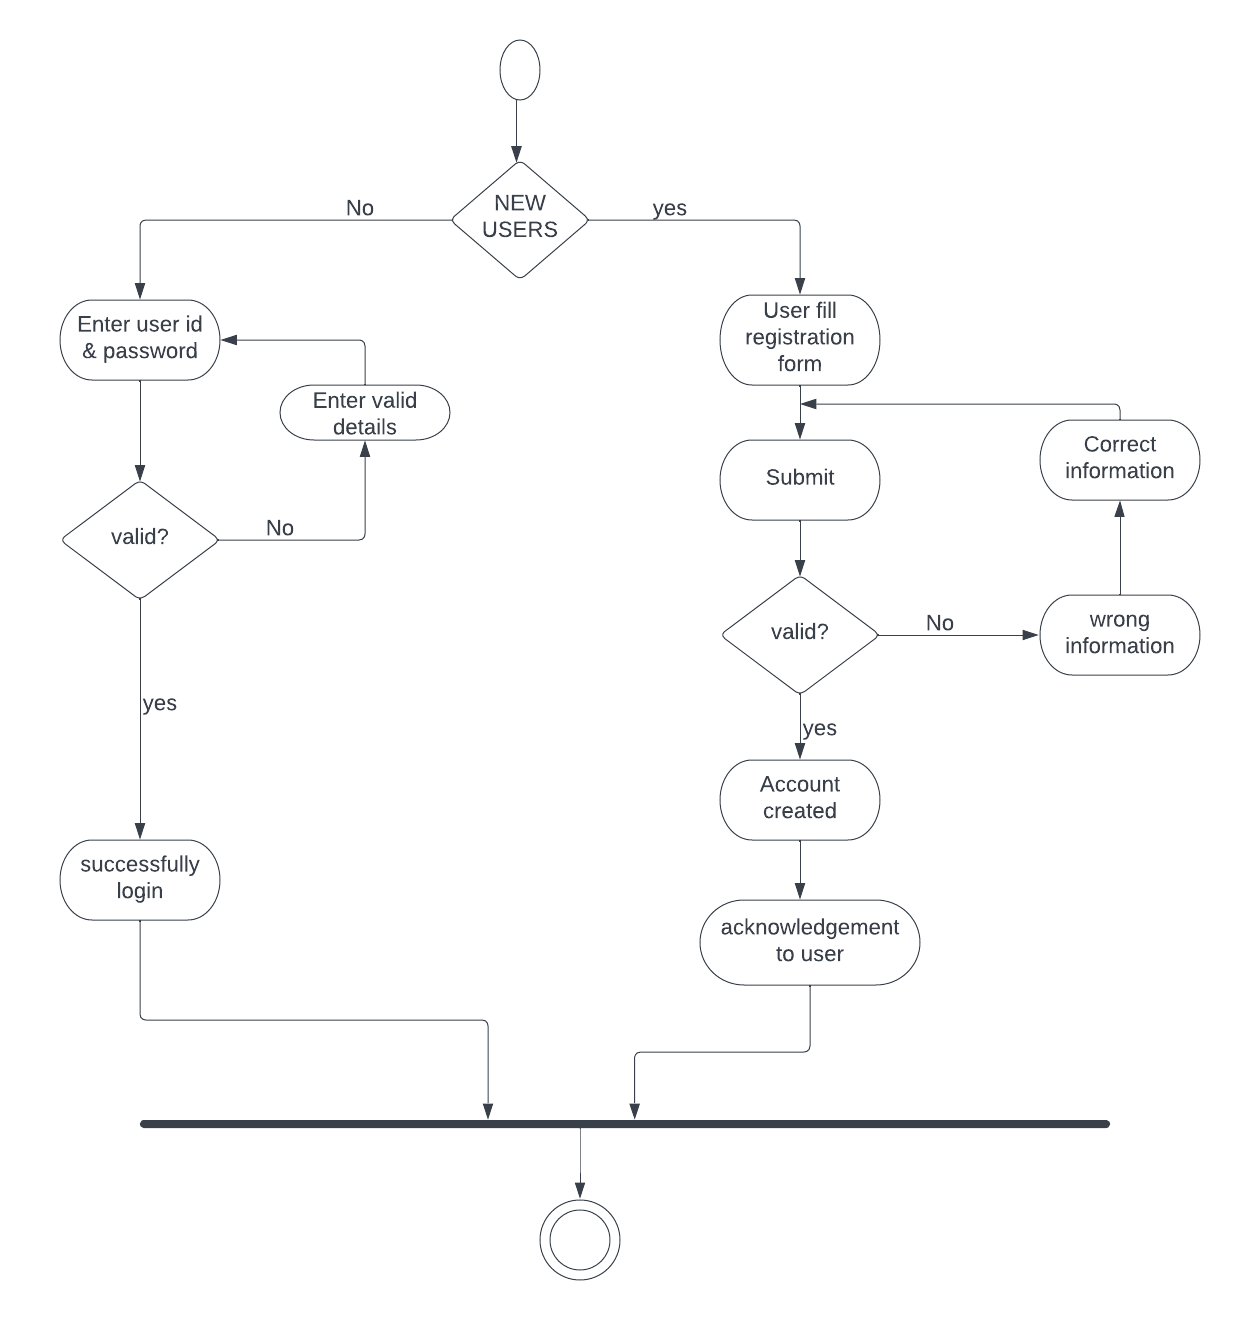 NEW
USERS
No
yes
Enter user id
& password
Enter valid
details
valid?
No
yes
successfully
login
User fill
registration
form
Submit
Correct
information
valid?
No
wrong
information
yes
Account
created
acknowledgement
to user